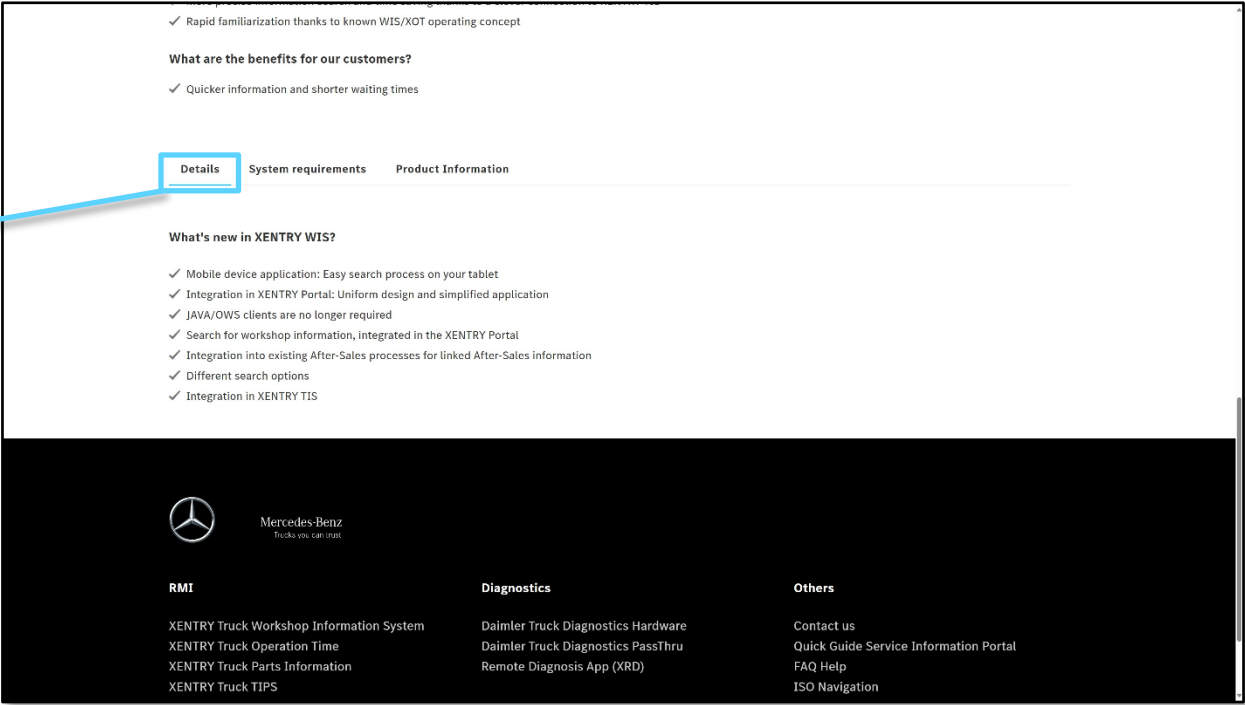 Rapid familiarization thanks to known WIS/XOT operating concept
What are the benefits for our customers?
Quicker information and shorter waiting times
Details System requirements Product Information
What's new in XENTRY WIS?
Mobile device application: Easy search process on your tablet
Integration in XENTRY Portal: Uniform design and simplified application
JAVA/OWS clients are no longer required
Search for workshop information, integrated in the XENTRY Portal
Integration into existing After-Sales processes for linked After-Sales information
Different search options
Integration in XENTRY TIS
Mercedes-Benz
Trucks you can trust
RMI Diagnostics Others
XENTRY Truck Workshop Information System Daimler Truck Diagnostics Hardware Contact us
XENTRY Truck Operation Time Daimler Truck Diagnostics PassThru Quick Guide Service Information Portal
XENTRY Truck Parts Information Remote Diagnosis App (XRD) FAQ Help
XENTRY Truck TIPS ISO Navigation